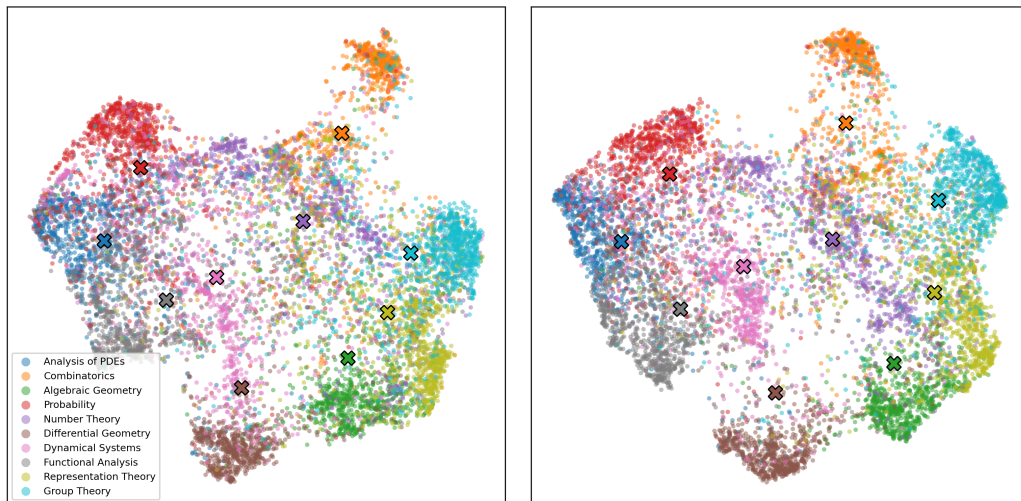 Analysis of PDEs
Combinatorics
Algebraic Geometry
Probability
Number Theory
Differential Geometry
Dynamical Systems
Functional Analysis
Representation Theory
Group Theory